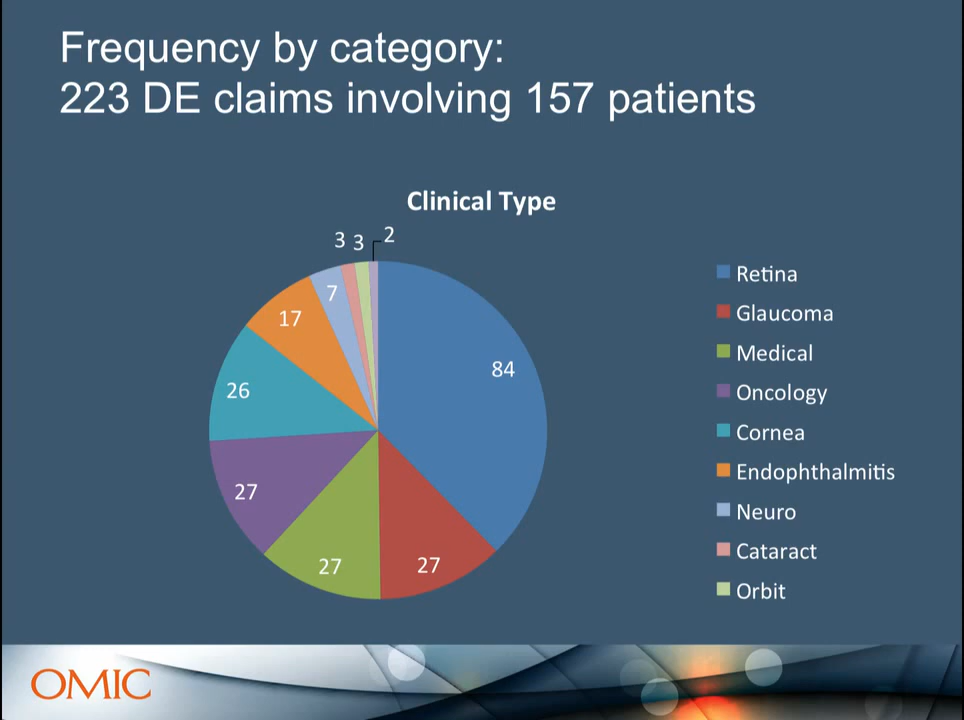 Frequency by category:
223 DE claims involving 157 patients
Clinical Type
3 3 2
7
17
84
26
27
27
27
Retina
Glaucoma
Medical
Oncology
Cornea
Endophthalmitis
Neuro
Cataract
Orbit
OMIC